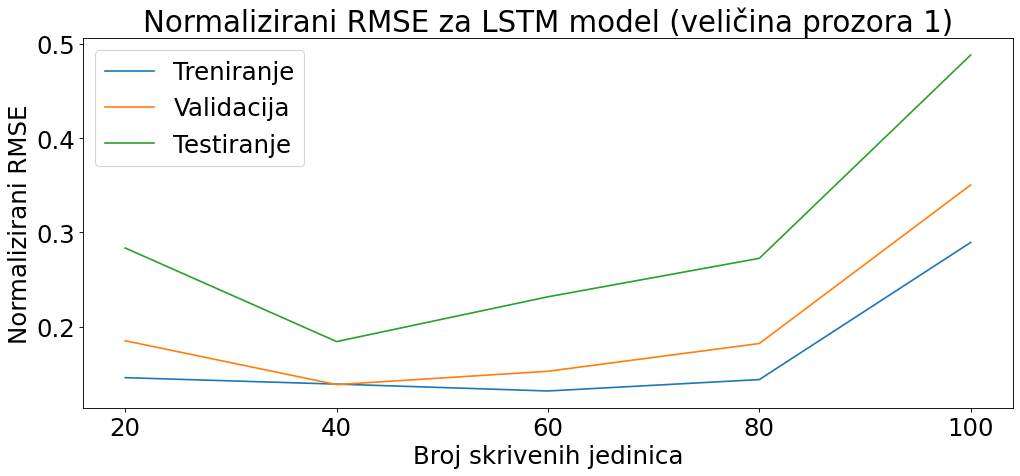 Normalizirani RMSE za LSTM model (veličina prozora 1)
Normalizirani RMSE
0.5
0.4
0.3
0.2
Treniranje
Validacija
Testiranje
20 40 60 80 100
Broj skrivenih jedinica